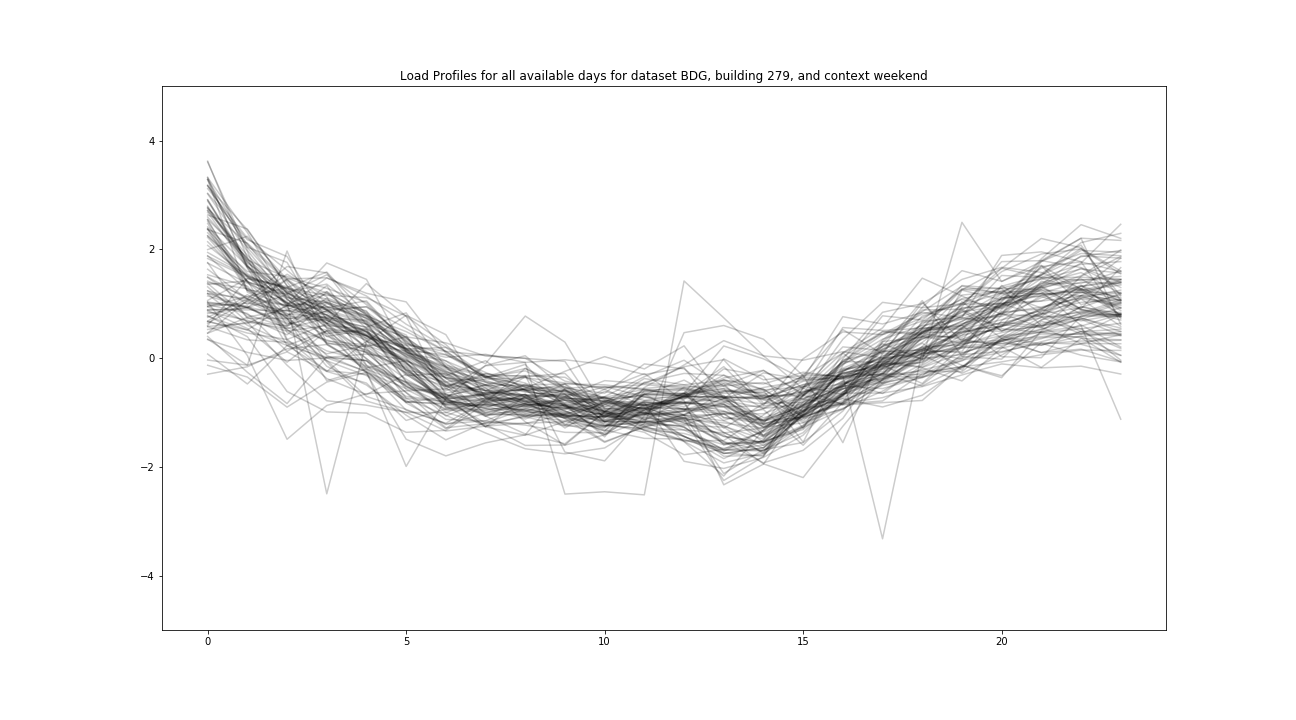 Load Profiles for all available days for dataset BDG, building 279, and context weekend
4
2
0
−2
−4
0 5 10 15 20